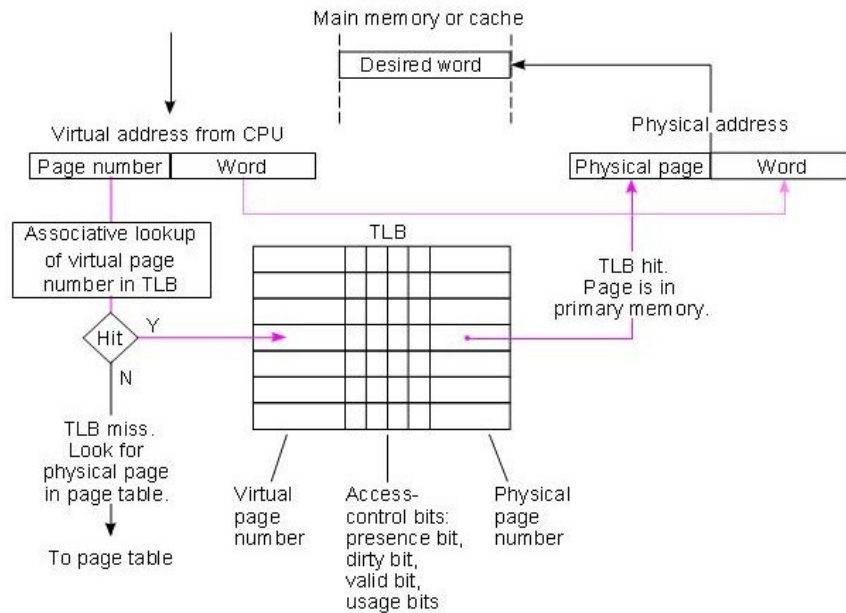 Main memory or cache
Desired word
Virtual address from CPU
Physical address
Page number
Word
Physical page
Word
Associative lookup
of virtual page
number in TLB
TLB
TLB hit.
Page is in
primary memory.
Hit
Y
N
TLB miss.
Look for
physical page
in page table.
To page table
Virtual
page
number
Access-
control bits:
presence bit,
dirty bit,
valid bit,
usage bits
Physical
page
number